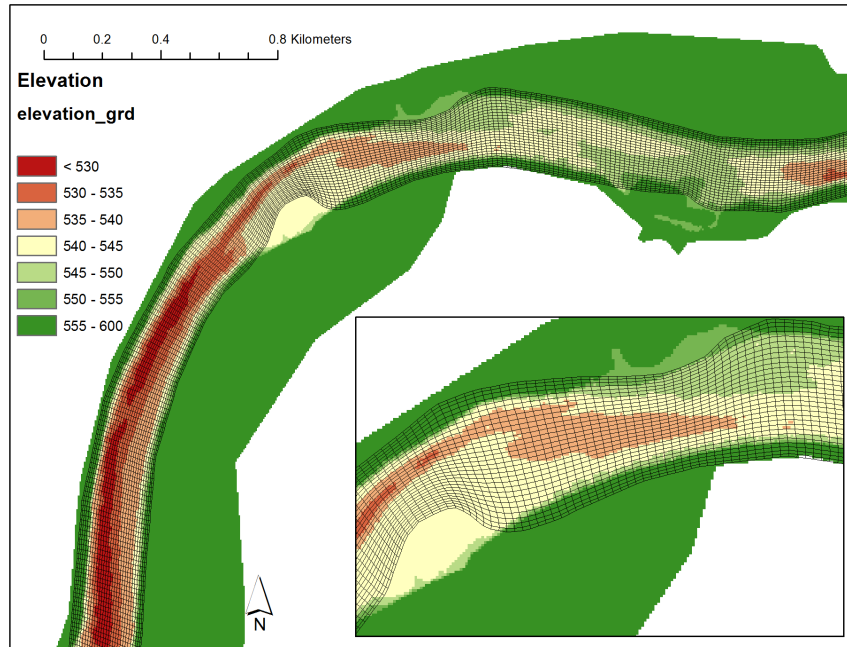 0 0.2 0.4 0.8 Kilometers
Elevation
elevation_grd
< 530
530 - 535
535 - 540
540 - 545
545 - 550
550 - 555
555 - 600
N